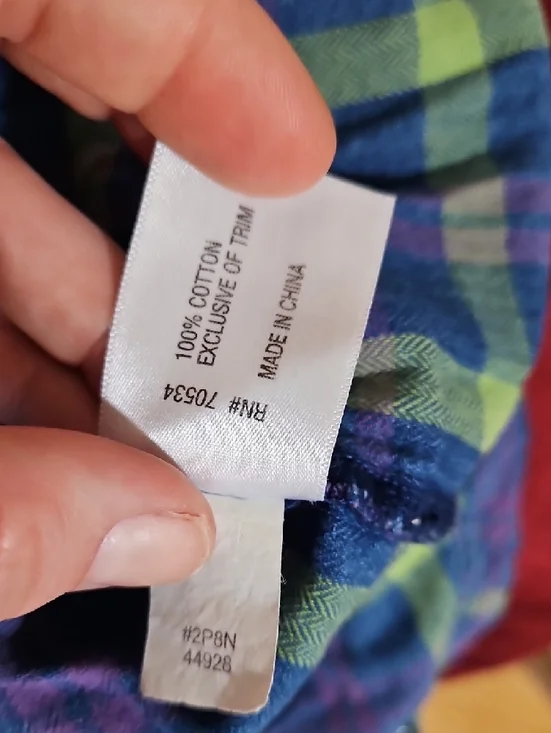 100% COTTON
EXCLUSIVE OF TRIM
MADE IN CHINA
RN# 70534
#2P8N
44928